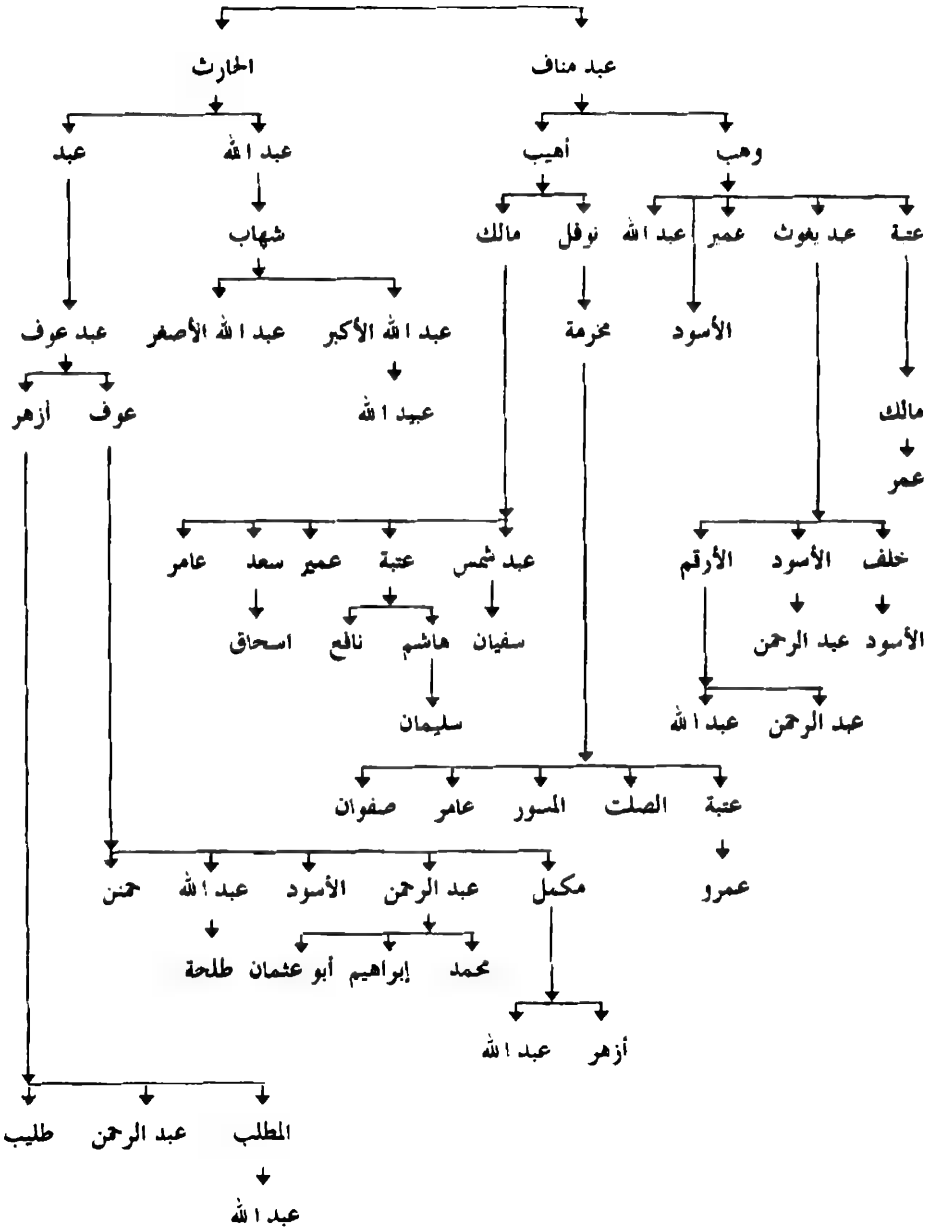 عبد مناف الحارث
وهب أهيب عبد الله عبد
عتبة عبد يغوث عمير عبد الله نوفل مالك شهاب
الأسود مخرمة عبد الله الأكبر عبد الله الأصغر عبد عوف
مالك عبيد الله عوف أزهر
عمر
خلف الأسود الأرقم عبد شمس عتبة عمير سعد عامر
الأسود عبد الرحمن سفيان هاشم نافع اسحاق
عبد الرحمن عبد الله سليمان
عتبة الصلت المسور عامر صفوان
عمرو مكمل عبد الرحمن الأسود عبد الله حمنن
محمد إبراهيم أبو عثمان طلحة
أزهر عبد الله
المطلب عبد الرحمن طليب
عبد الله